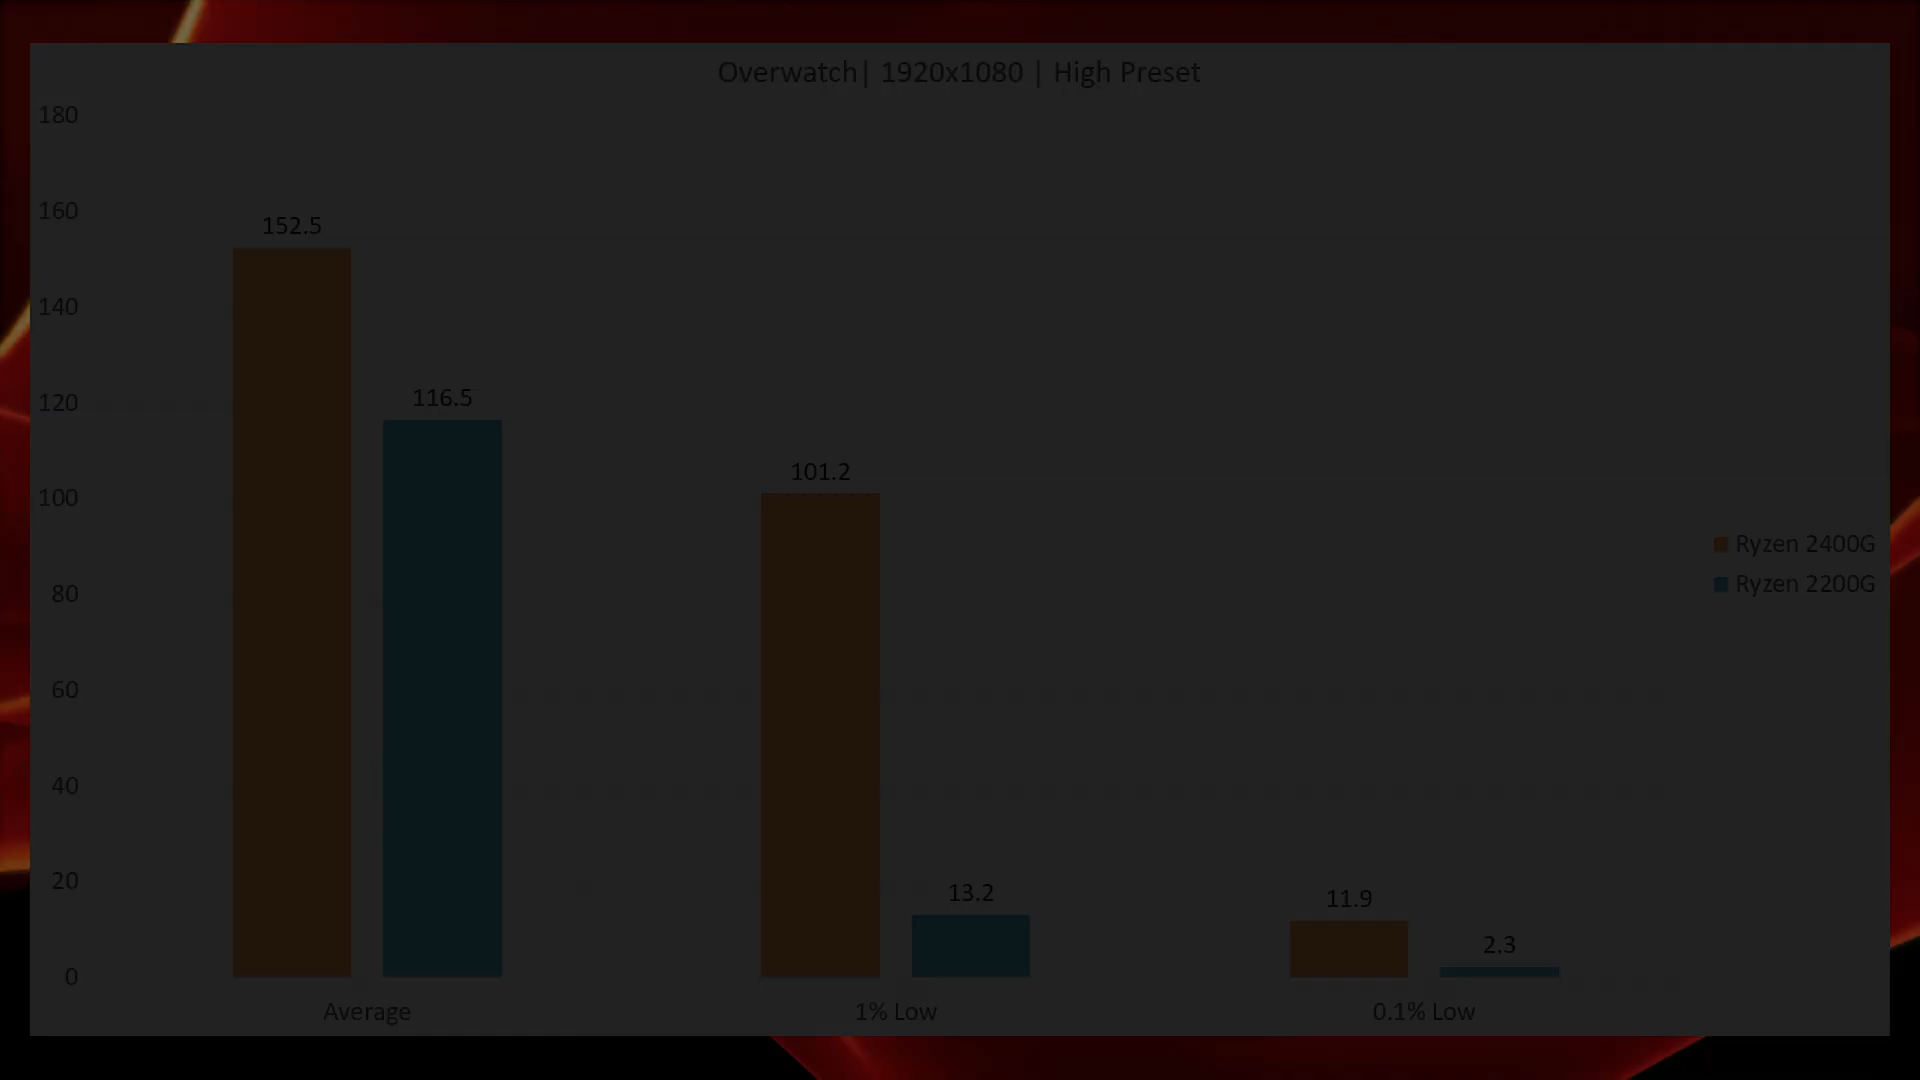 Overwatch| 1920x1080 | High Preset
180
160
140
120
100
80
60
40
20
0
152.5
116.5
101.2
13.2
11.9
2.3
Average
1% Low
0.1% Low
Ryzen 2400G
Ryzen 2200G